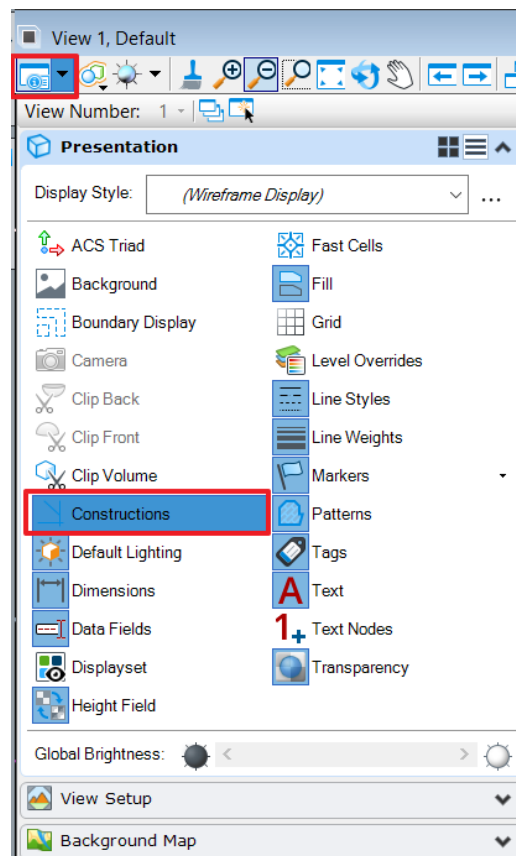 View 1, Default
View Number: 1
Presentation
Display Style: (Wireframe Display) ...
ACS Triad Fast Cells
Background Fill
Boundary Display Grid
Camera Level Overrides
Clip Back Line Styles
Clip Front Line Weights
Clip Volume Markers
Constructions Patterns
Default Lighting Tags
Dimensions Text
Data Fields Text Nodes
Displayset Transparency
Height Field
Global Brightness:
View Setup
Background Map